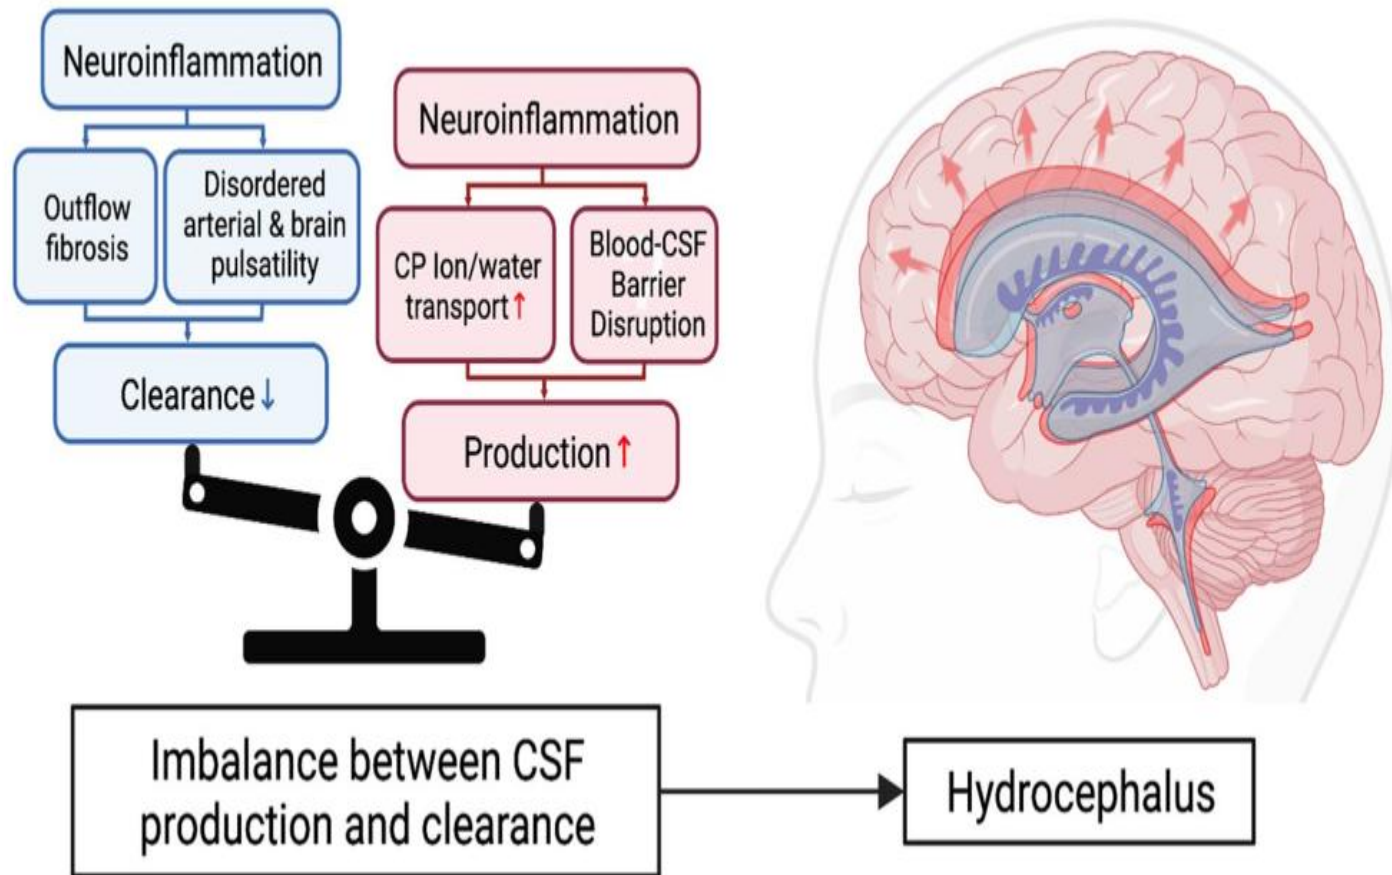 Neuroinflammation
Outflow
fibrosis
Disordered
arterial & brain
pulsatility
Clearance↓
Neuroinflammation
CP Ion/water
transport↑
Blood-CSF
Barrier
Disruption
Production↑
Imbalance between CSF
production and clearance
Hydrocephalus